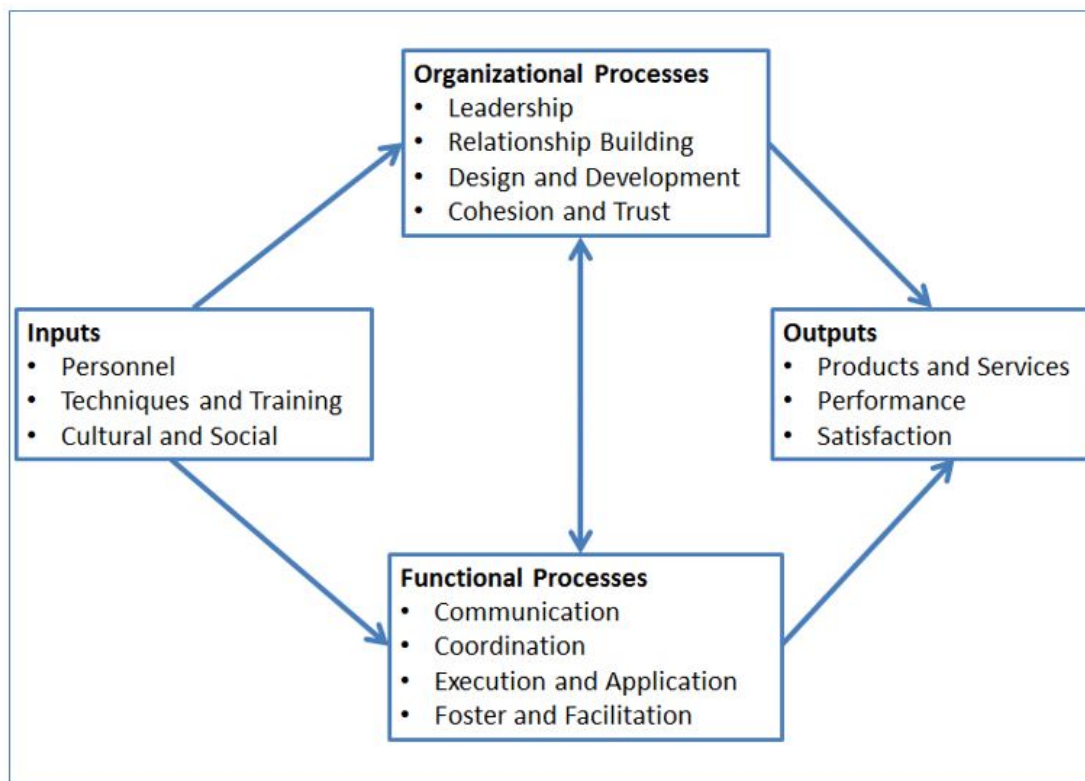 Organizational Processes
• Leadership
• Relationship Building
• Design and Development
• Cohesion and Trust
Inputs
• Personnel
• Techniques and Training
• Cultural and Social
Outputs
• Products and Services
• Performance
• Satisfaction
Functional Processes
• Communication
• Coordination
• Execution and Application
• Foster and Facilitation